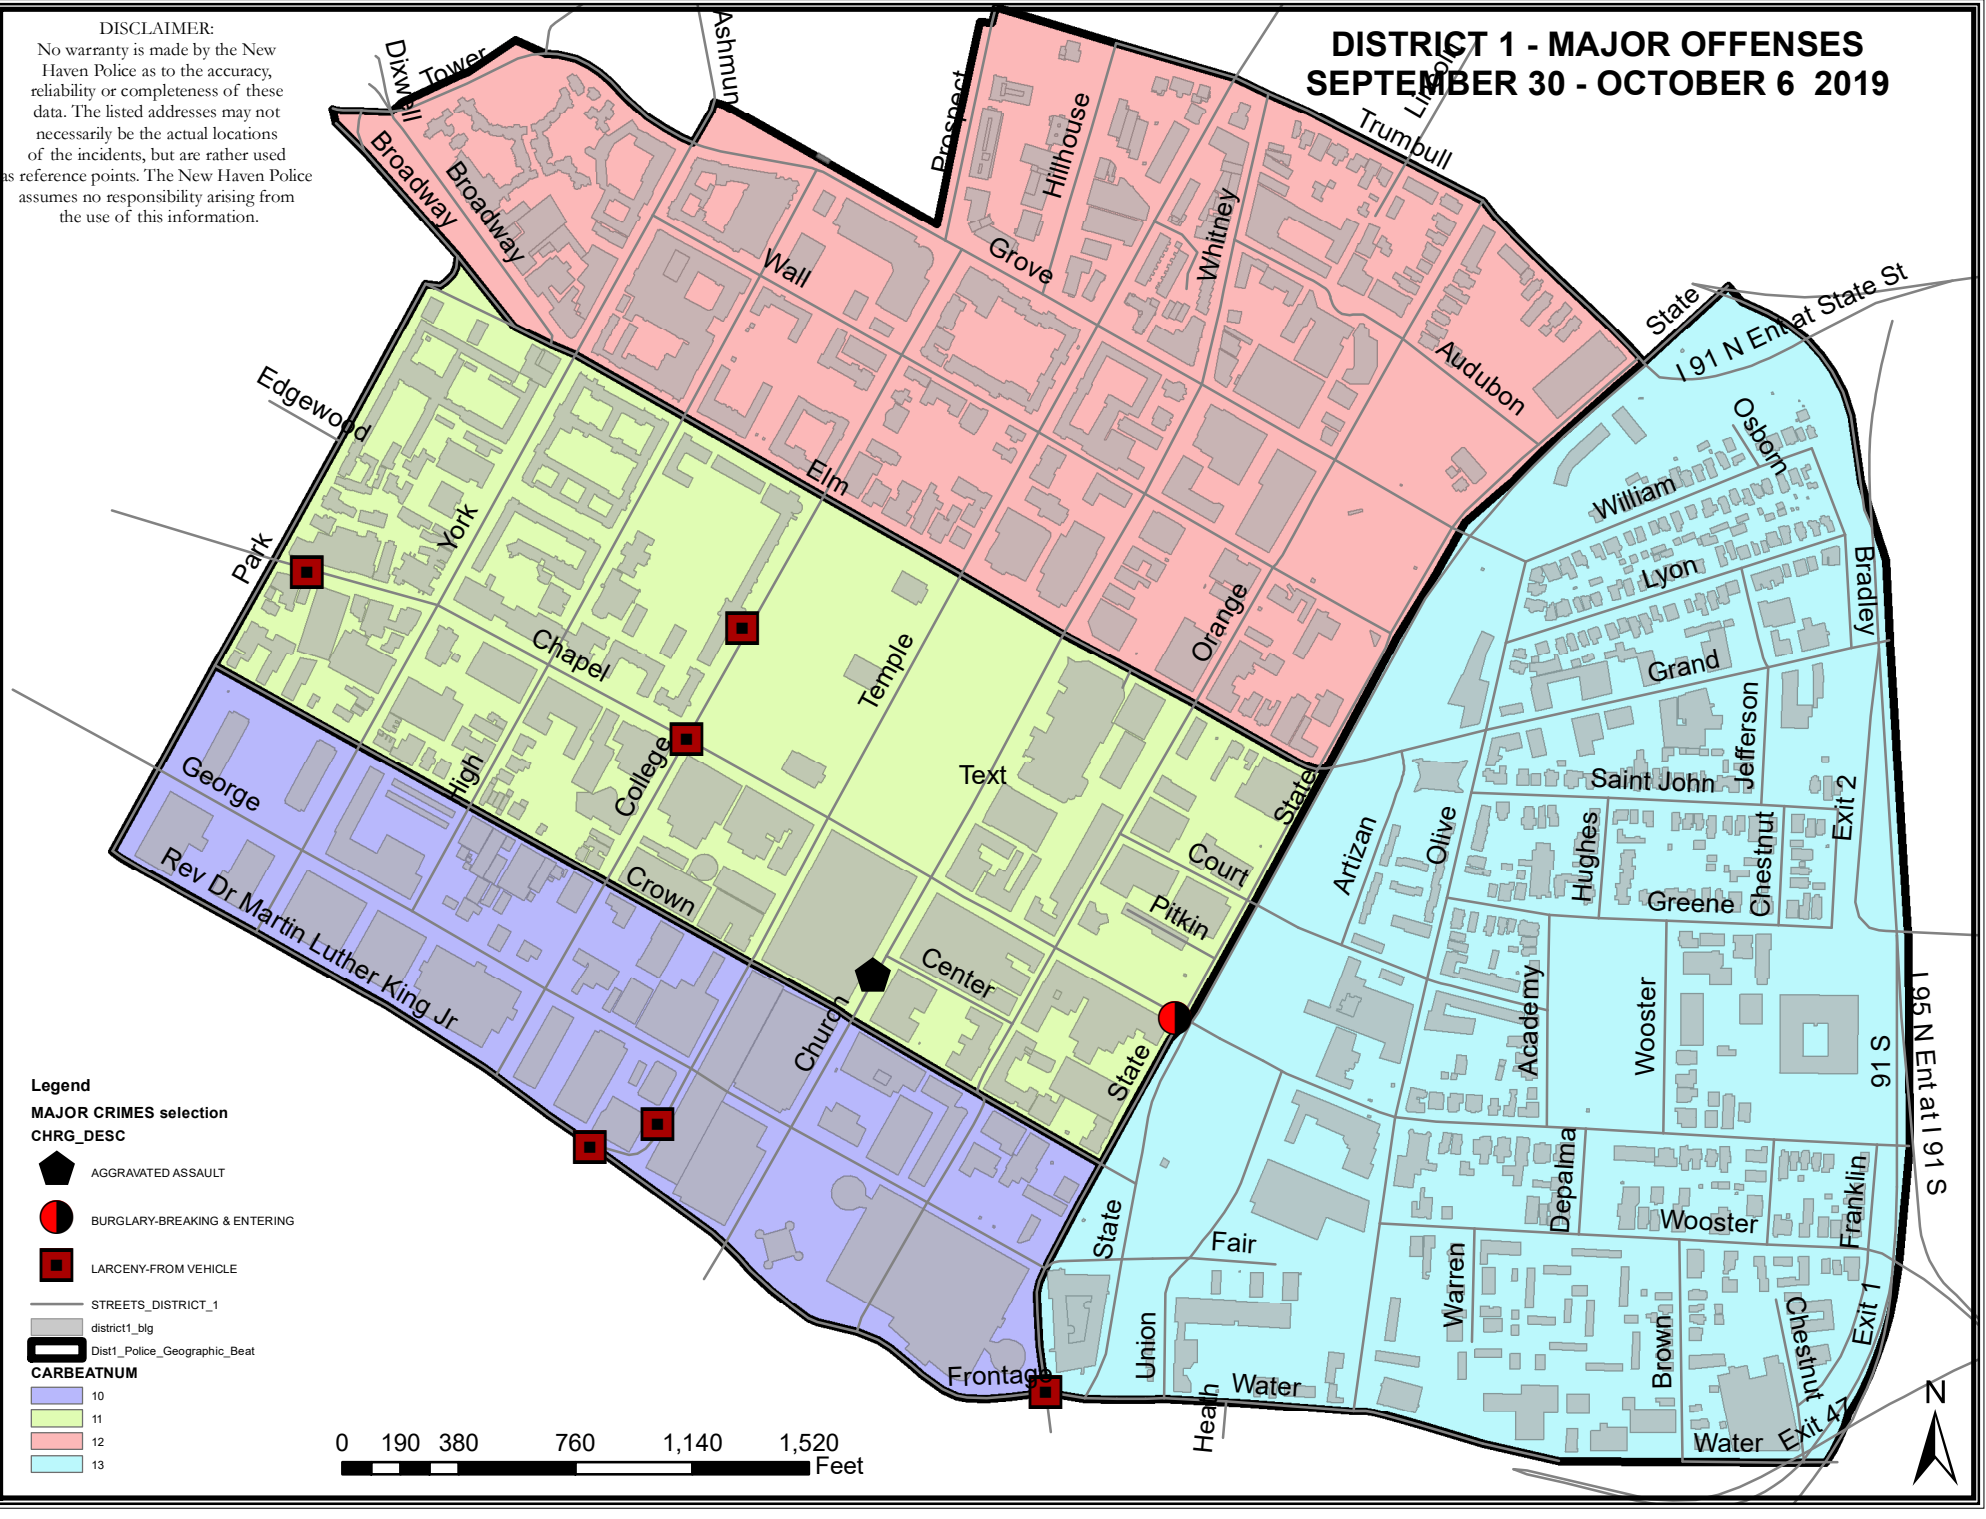 DISCLAIMER:
No warranty is made by the New
Haven Police as to the accuracy,
reliability or completeness of these
data. The listed addresses may not
necessarily be the actual locations
of the incidents, but are rather used
as reference points. The New Haven Police
assumes no responsibility arising from
the use of this information.
DISTRICT 1 - MAJOR OFFENSES
SEPTEMBER 30 - OCTOBER 6 2019
Dixwell
Tower
Ashmun
Prospect
Hillhouse
Lincoln
Trumbull
Broadway
Broadway
Wall
Grove
Whitney
State
I 91 N Ent at State St
Audubon
Edgewood
Osborn
Elm
William
York
Park
Lyon
Bradley
Orange
Chapel
Temple
Grand
Jefferson
Text
State
Saint John
George
High
College
Exit 2
Artizan
Olive
Hughes
Chestnut
Court
Crown
Greene
Pitkin
Rev Dr Martin Luther King Jr
Center
Church
Academy
Wooster
91 S
I 95 N Ent at I 91 S
State
Depalma
Franklin
Wooster
State
Fair
Warren
Union
Brown
Chestnut
Exit 1
Frontage
Water
Heath
Water
Exit 47
Legend
MAJOR CRIMES selection
CHRG_DESC
AGGRAVATED ASSAULT
BURGLARY-BREAKING & ENTERING
LARCENY-FROM VEHICLE
STREETS_DISTRICT_1
district1_blg
Dist1_Police_Geographic_Beat
CARBEATNUM
10
11
12
13
0 190 380 760 1,140 1,520
Feet
N